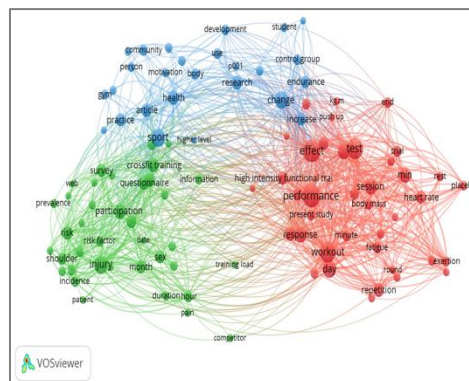 development
student
community
use
control group
person
p001
motivation
body
research
endurance
gym
health
change
kg m
end
article
push up
practice
increase
sport
higher level
effect
test
trial
crossfit training
web
survey
questionnaire
information
high intensity functional trai
min
rest
session
placeb
prevalence
performance
body mass
heart rate
participation
present study
risk
response
minute
risk factor
date
fatigue
shoulder
sex
workout
injury
month
training load
day
round
exertion
incidence
patient
duration
hour
repetition
pain
competitor
VOSviewer